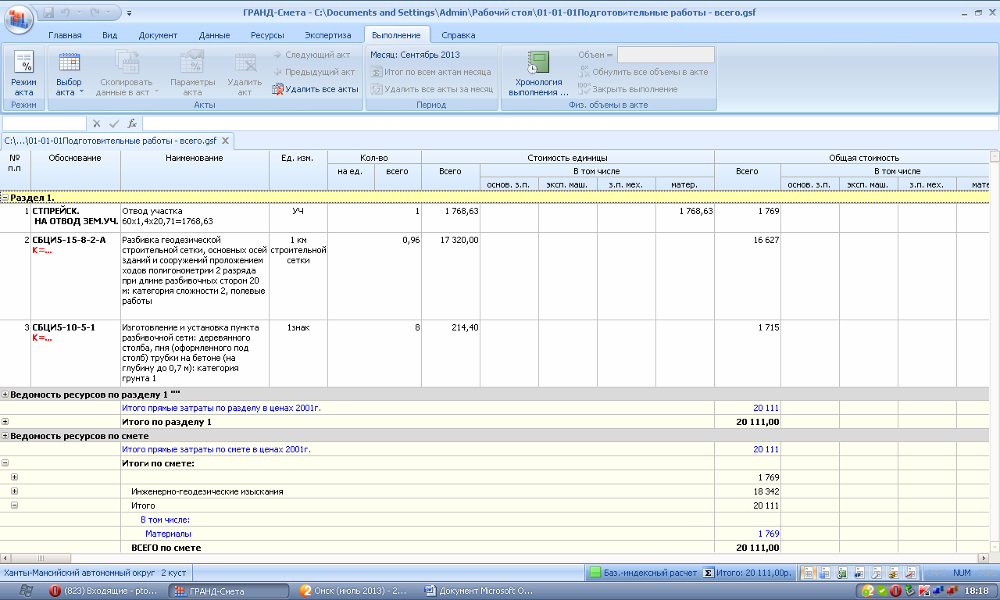 ГРАНД-Смета - C:\Documents and Settings\Admin\Рабочий стол\01-01-01Подготовительные работы - всего.gsf
Главная Вид Документ Данные Ресурсы Экспертиза Выполнение Справка
Режим акта
Режим
Выбор акта
Скопировать данные в акт
Параметры акта
Удалить акт
Следующий акт
Предыдущий акт
Удалить все акты
Акты
Месяц: Сентябрь 2013
Итог по всем актам месяца
Удалить все акты за месяц
Период
Хронология выполнения ...
Объем =
Обнулить все объемы в акте
Закрыть выполнение
Физ. объемы в акте
C:\...\01-01-01Подготовительные работы - всего.gsf
№ п.п Обоснование Наименование Ед. изм. Кол-во Стоимость единицы Общая стоимость
на ед. всего Всего В том числе Всего В том числе
основ. з.п. эксп. маш. з.п. мех. матер. основ. з.п. эксп. маш. з.п. мех. мате
Раздел 1.
1 СТПРЕЙСК. Отвод участка УЧ 1 1 768,63 1 768,63 1 769
НА ОТВОД ЗЕМ.УЧ. 60х1,4х20,71=1768,63
2 СБЦИ5-15-8-2-А Разбивка геодезической 1 км 0,96 17 320,00 16 627
К=... строительной сетки, основных осей строительной
зданий и сооружений проложением сетки
ходов полигонометрии 2 разряда
при длине разбивочных сторон 20
м: категория сложности 2, полевые
работы
3 СБЦИ5-10-5-1 Изготовление и установка пункта 1знак 8 214,40 1 715
К=... разбивочной сети: деревянного
столба, пня (оформленного под
столб) трубки на бетоне (на
глубину до 0,7 м): категория
грунта 1
Ведомость ресурсов по разделу 1 ""
Итого прямые затраты по разделу в ценах 2001г. 20 111
Итого по разделу 1 20 111,00
Ведомость ресурсов по смете
Итого прямые затраты по смете в ценах 2001г. 20 111
Итоги по смете:
1 769
Инженерно-геодезические изыскания 18 342
Итого 20 111
В том числе:
Материалы 1 769
ВСЕГО по смете 20 111,00
Ханты-Мансийский автономный округ 2 куст Баз.-индексный расчет Итого: 20 111,00р. NUM
(823) Входящие - pto... ГРАНД-Смета Омск (июль 2013) - 2... Документ Microsoft O... 18:18